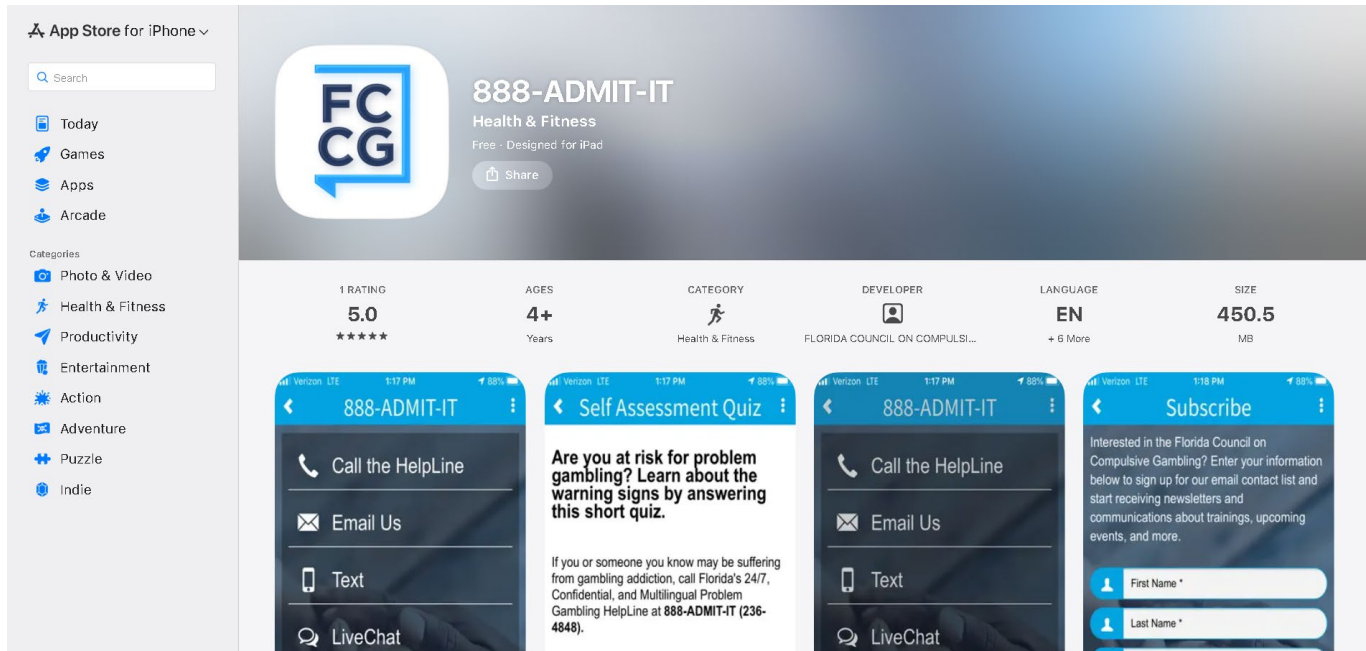 App Store for iPhone
Search
Today
Games
Apps
Arcade
Categories
Photo & Video
Health & Fitness
Productivity
Entertainment
Action
Adventure
Puzzle
Indie
FC
CG
888-ADMIT-IT
Health & Fitness
Free · Designed for iPad
Share
1 RATING
5.0
★★★★★
AGES
4+
Years
CATEGORY
Health & Fitness
DEVELOPER
FLORIDA COUNCIL ON COMPULSI...
LANGUAGE
EN
+ 6 More
SIZE
450.5
MB
Verizon LTE 1:17 PM 88%
888-ADMIT-IT
Call the HelpLine
Email Us
Text
LiveChat
Verizon LTE 1:17 PM 88%
Self Assessment Quiz
Are you at risk for problem
gambling? Learn about the
warning signs by answering
this short quiz.
If you or someone you know may be suffering
from gambling addiction, call Florida's 24/7,
Confidential, and Multilingual Problem
Gambling HelpLine at 888-ADMIT-IT (236-
4848).
Verizon LTE 1:17 PM 88%
888-ADMIT-IT
Call the HelpLine
Email Us
Text
LiveChat
Verizon LTE 1:18 PM 88%
Subscribe
Interested in the Florida Council on
Compulsive Gambling? Enter your information
below to sign up for our email contact list and
start receiving newsletters and
communications about trainings, upcoming
events, and more.
First Name *
Last Name *